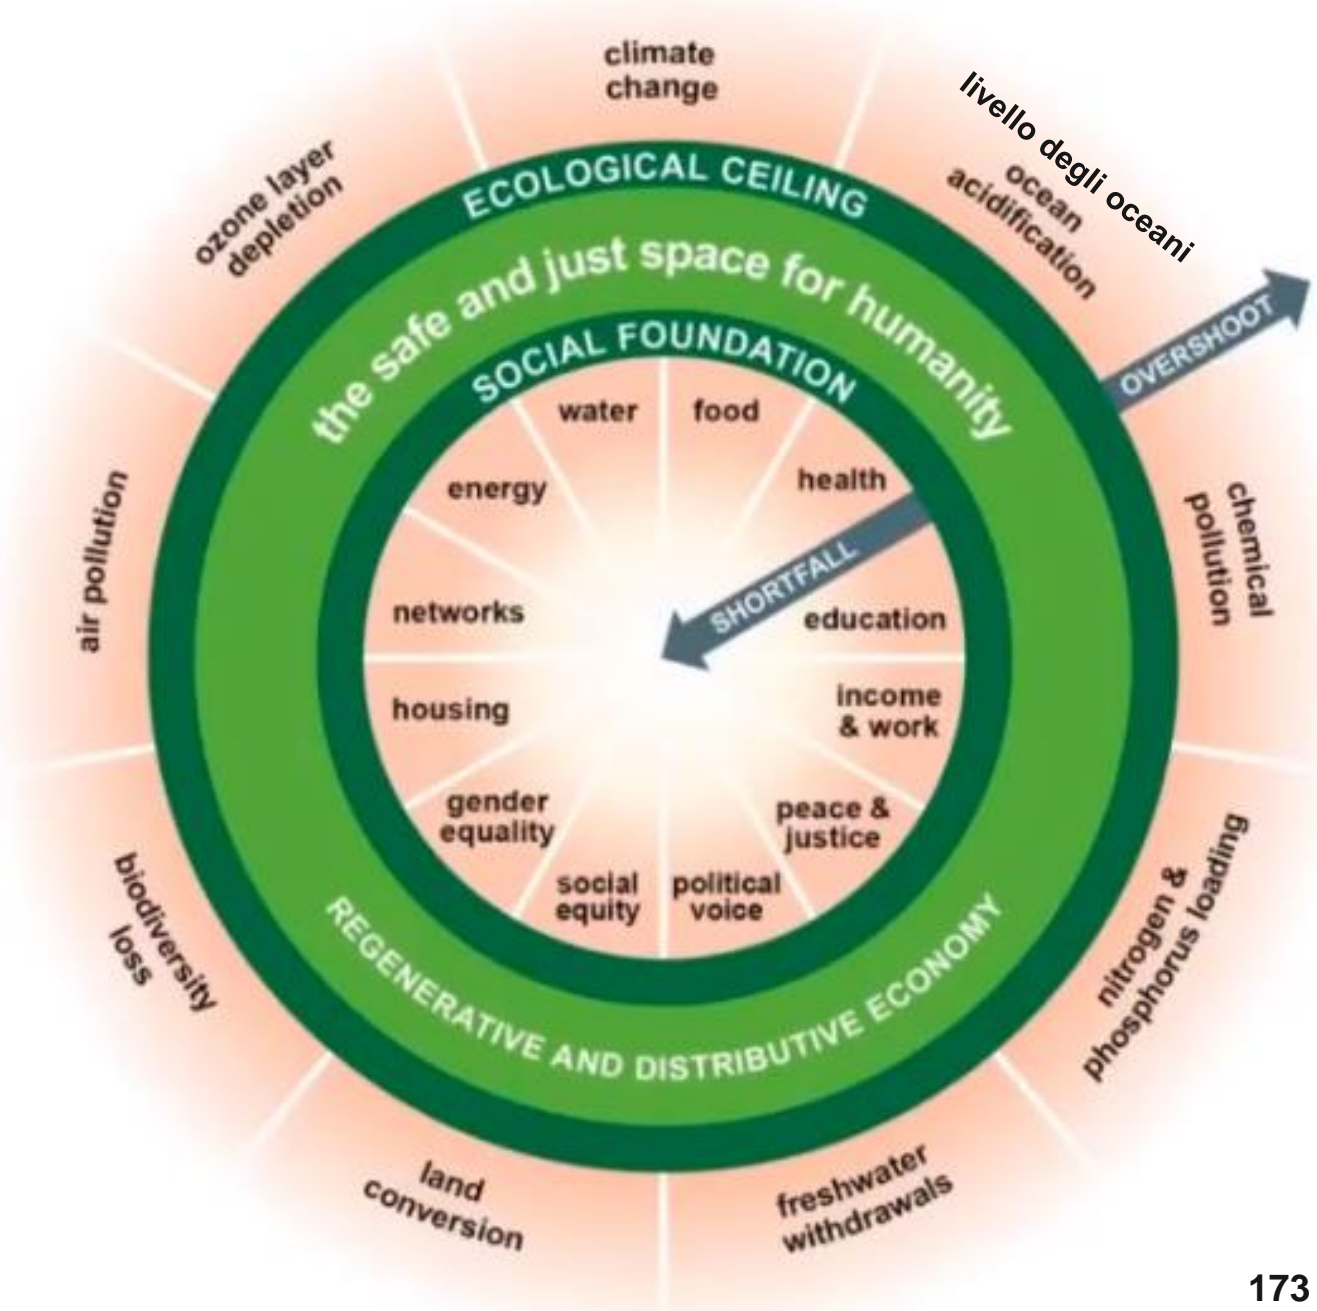 climate
change
livello degli oceani
ocean
acidification
OVERSHOOT
chemical
pollution
nitrogen &
phosphorus loading
freshwater
withdrawals
land
conversion
biodiversity
loss
air pollution
ozone layer
depletion
ECOLOGICAL CEILING
the safe and just space for humanity
SOCIAL FOUNDATION
water
food
health
SHORTFALL
education
income
& work
peace &
justice
political
voice
social
equity
gender
equality
housing
networks
energy
REGENERATIVE AND DISTRIBUTIVE ECONOMY
173